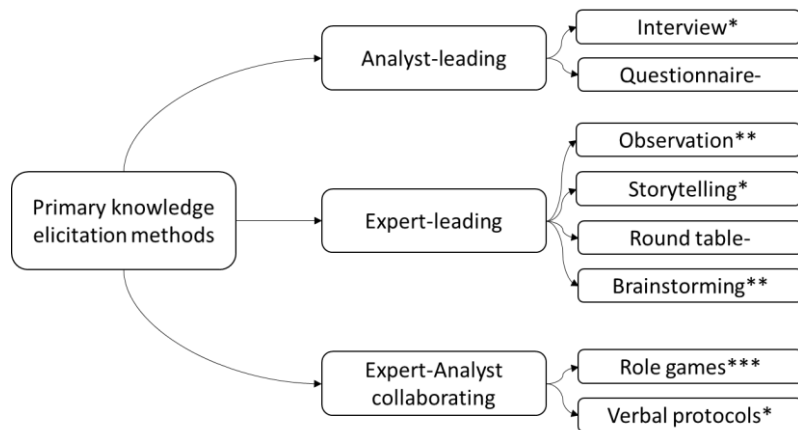 Primary knowledge
elicitation methods
Analyst-leading
Interview*
Questionnaire-
Expert-leading
Observation**
Storytelling*
Round table-
Brainstorming**
Expert-Analyst
collaborating
Role games***
Verbal protocols*